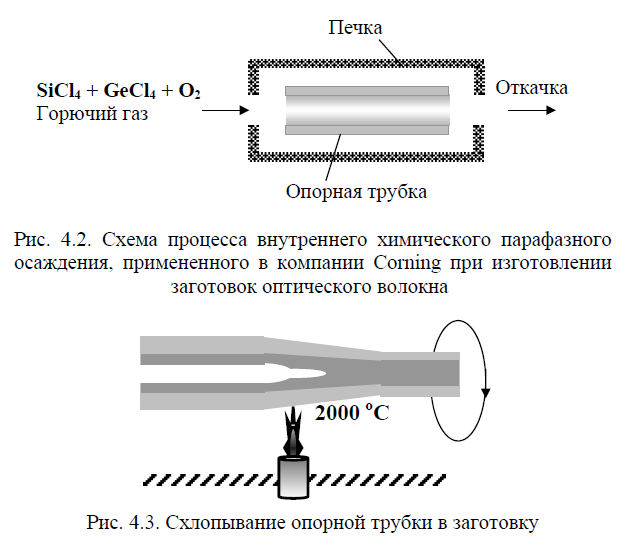 Печка
SiCl4 + GeCl4 + O2
Горючий газ
Откачка
Опорная трубка
Рис. 4.2. Схема процесса внутреннего химического парафазного
осаждения, примененного в компании Corning при изготовлении
заготовок оптического волокна
2000 °C
Рис. 4.3. Схлопывание опорной трубки в заготовку